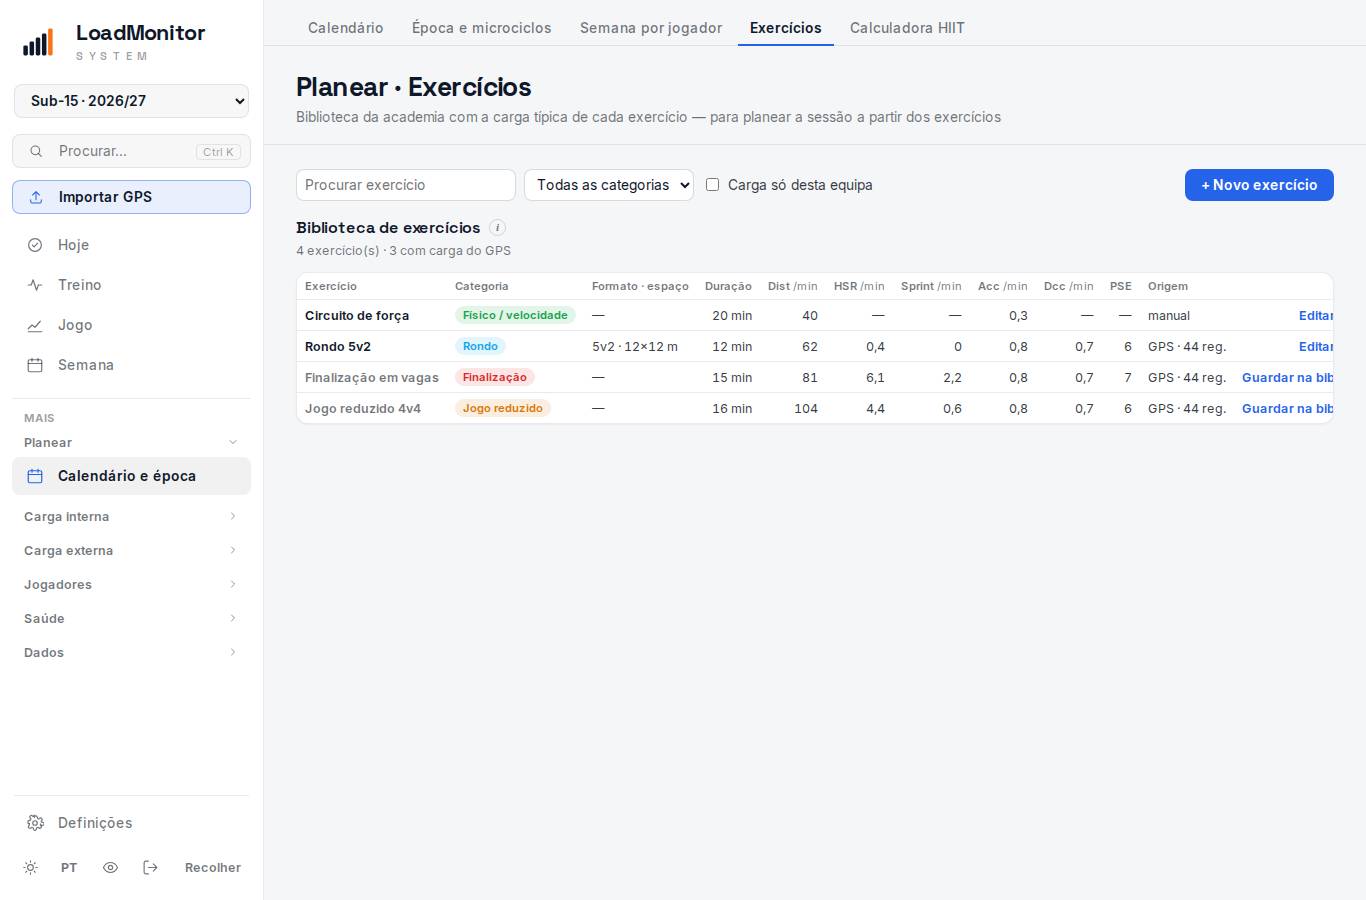 LoadMonitor
SYSTEM
Sub-15 · 2026/27
Procurar...
Ctrl K
Importar GPS
Hoje
Treino
Jogo
Semana
MAIS
Planear
Calendário e época
Carga interna
Carga externa
Jogadores
Saúde
Dados
Definições
PT
Recolher
Calendário Época e microciclos Semana por jogador Exercícios Calculadora HIIT
Planear · Exercícios
Biblioteca da academia com a carga típica de cada exercício — para planear a sessão a partir dos exercícios
Procurar exercício Todas as categorias Carga só desta equipa + Novo exercício
Biblioteca de exercícios i
4 exercício(s) · 3 com carga do GPS
Exercício Categoria Formato · espaço Duração Dist /min HSR /min Sprint /min Acc /min Dcc /min PSE Origem
Circuito de força Físico / velocidade — 20 min 40 — — 0,3 — — manual Editar
Rondo 5v2 Rondo 5v2 · 12×12 m 12 min 62 0,4 0 0,8 0,7 6 GPS · 44 reg. Editar
Finalização em vagas Finalização — 15 min 81 6,1 2,2 0,8 0,7 7 GPS · 44 reg. Guardar na bib
Jogo reduzido 4v4 Jogo reduzido — 16 min 104 4,4 0,6 0,8 0,7 6 GPS · 44 reg. Guardar na bib